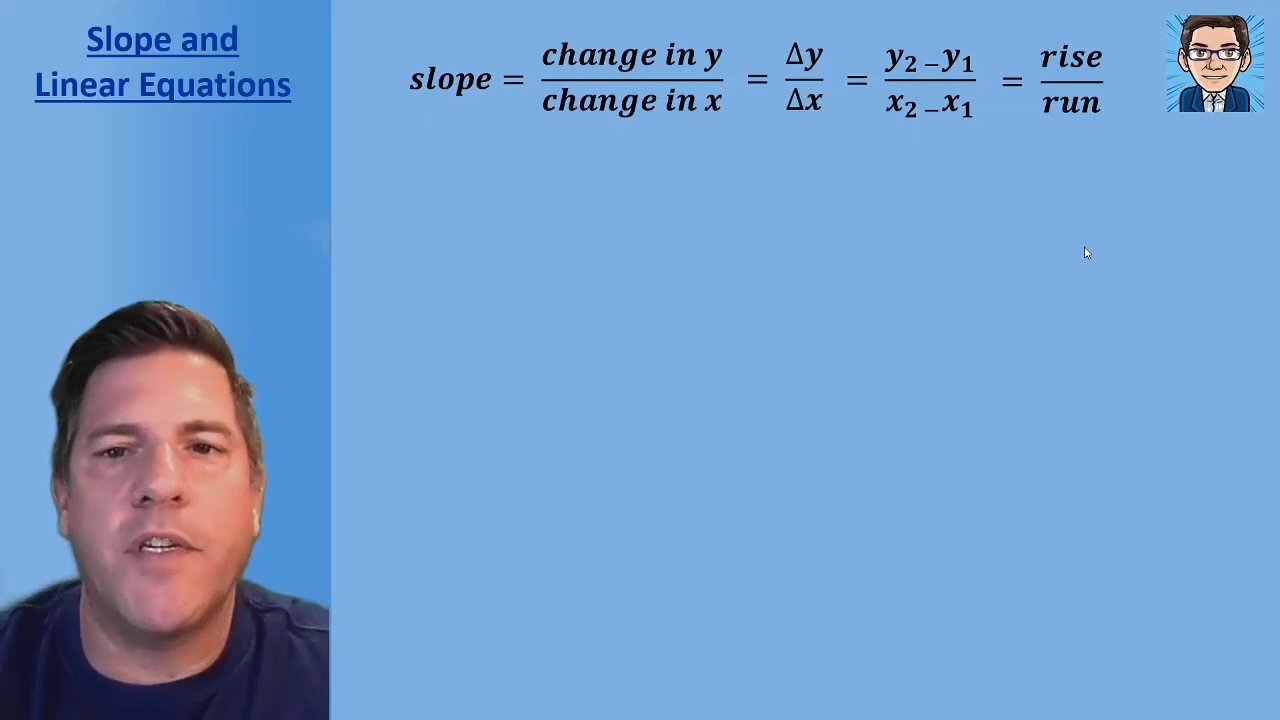 Slope and
Linear Equations
slope = change in y / change in x = Δy / Δx = y₂ – y₁ / x₂ – x₁ = rise / run